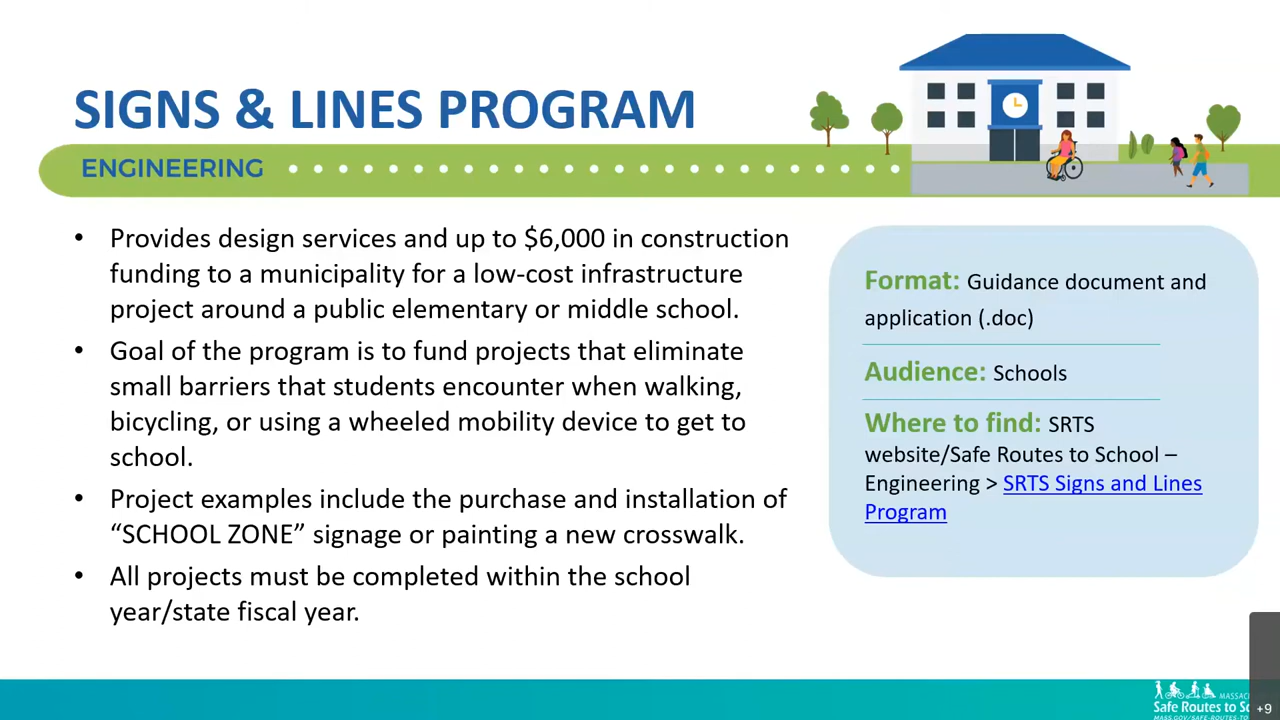 SIGNS & LINES PROGRAM
ENGINEERING
• Provides design services and up to $6,000 in construction
funding to a municipality for a low-cost infrastructure
project around a public elementary or middle school.
• Goal of the program is to fund projects that eliminate
small barriers that students encounter when walking,
bicycling, or using a wheeled mobility device to get to
school.
• Project examples include the purchase and installation of
“SCHOOL ZONE” signage or painting a new crosswalk.
• All projects must be completed within the school
year/state fiscal year.
Format: Guidance document and
application (.doc)
Audience: Schools
Where to find: SRTS
website/Safe Routes to School –
Engineering > SRTS Signs and Lines
Program
Safe Routes to
+9